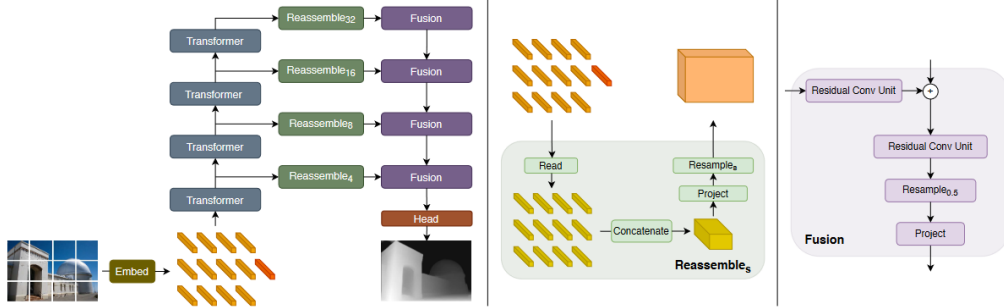 Reassemble32
Fusion
Transformer
Reassemble16
Fusion
Transformer
Reassemble8
Fusion
Transformer
Reassemble4
Fusion
Transformer
Head
Embed
Read
Resamplea
Project
Concatenate
Reassembles
Residual Conv Unit
+
Residual Conv Unit
Resample0.5
Project
Fusion